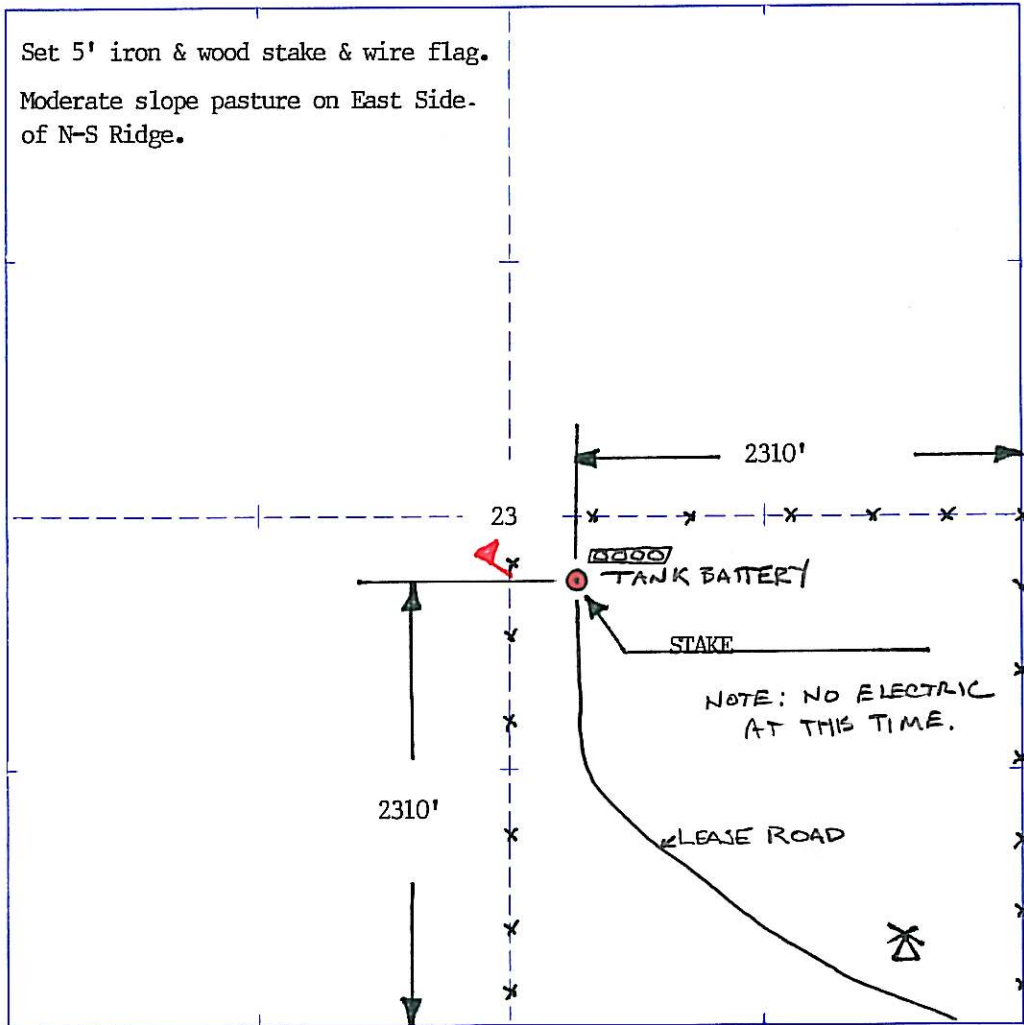 Set 5' iron & wood stake & wire flag.
Moderate slope pasture on East Side.
of N-S Ridge.
2310'
23
TANK BATTERY
STAKE
NOTE: NO ELECTRIC
AT THIS TIME.
2310'
LEASE ROAD